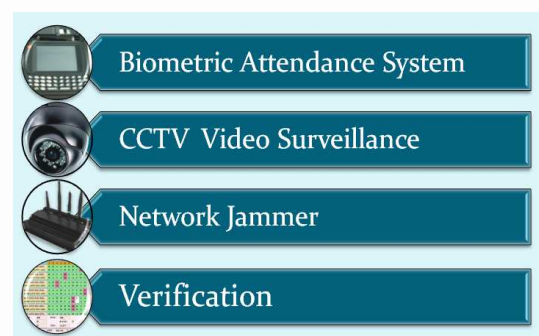 Biometric Attendance System
CCTV Video Surveillance
Network Jammer
Verification